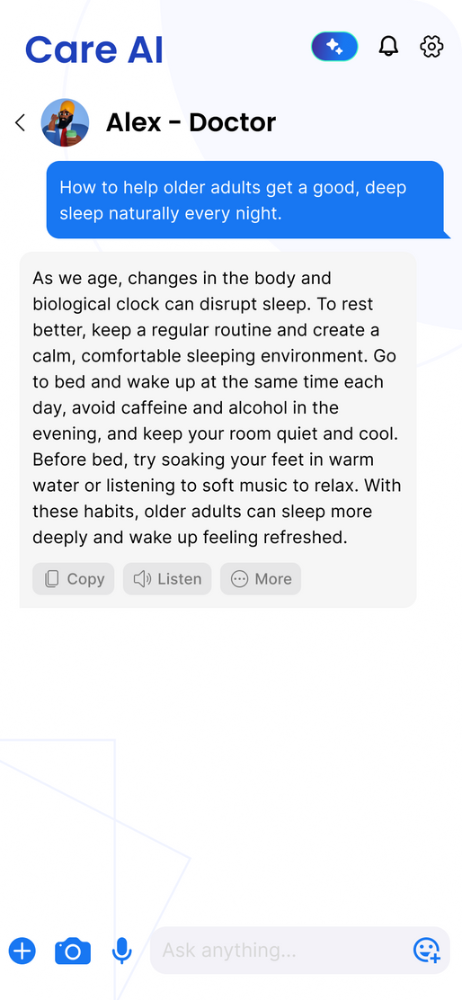 Care AI
Alex - Doctor
How to help older adults get a good, deep
sleep naturally every night.
As we age, changes in the body and
biological clock can disrupt sleep. To rest
better, keep a regular routine and create a
calm, comfortable sleeping environment. Go
to bed and wake up at the same time each
day, avoid caffeine and alcohol in the
evening, and keep your room quiet and cool.
Before bed, try soaking your feet in warm
water or listening to soft music to relax. With
these habits, older adults can sleep more
deeply and wake up feeling refreshed.
Copy
Listen
More
Ask anything...